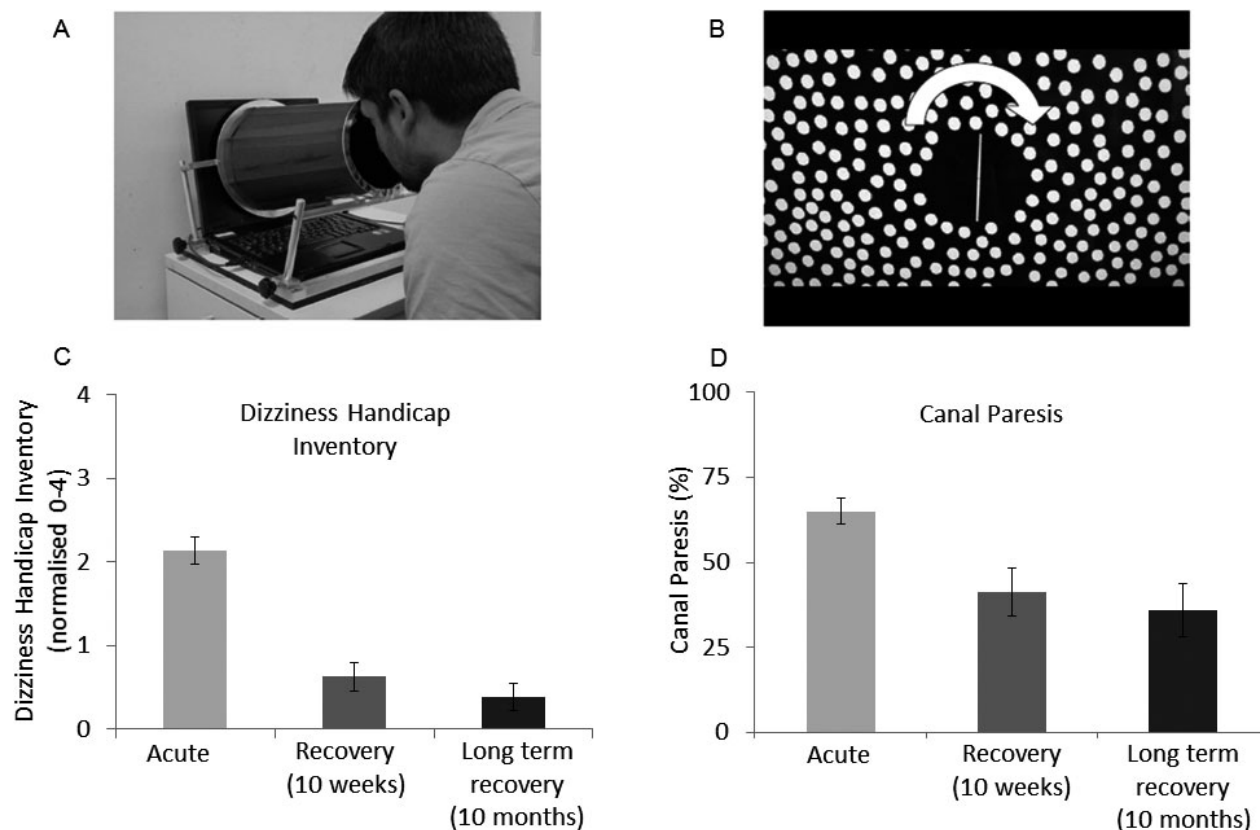 A
B
C
4
3
2
1
0
Dizziness Handicap Inventory
(normalised 0-4)
Dizziness Handicap
Inventory
Acute
Recovery
(10 weeks)
Long term
recovery
(10 months)
D
100
75
50
25
0
Canal Paresis (%)
Canal Paresis
Acute
Recovery
(10 weeks)
Long term
recovery
(10 months)